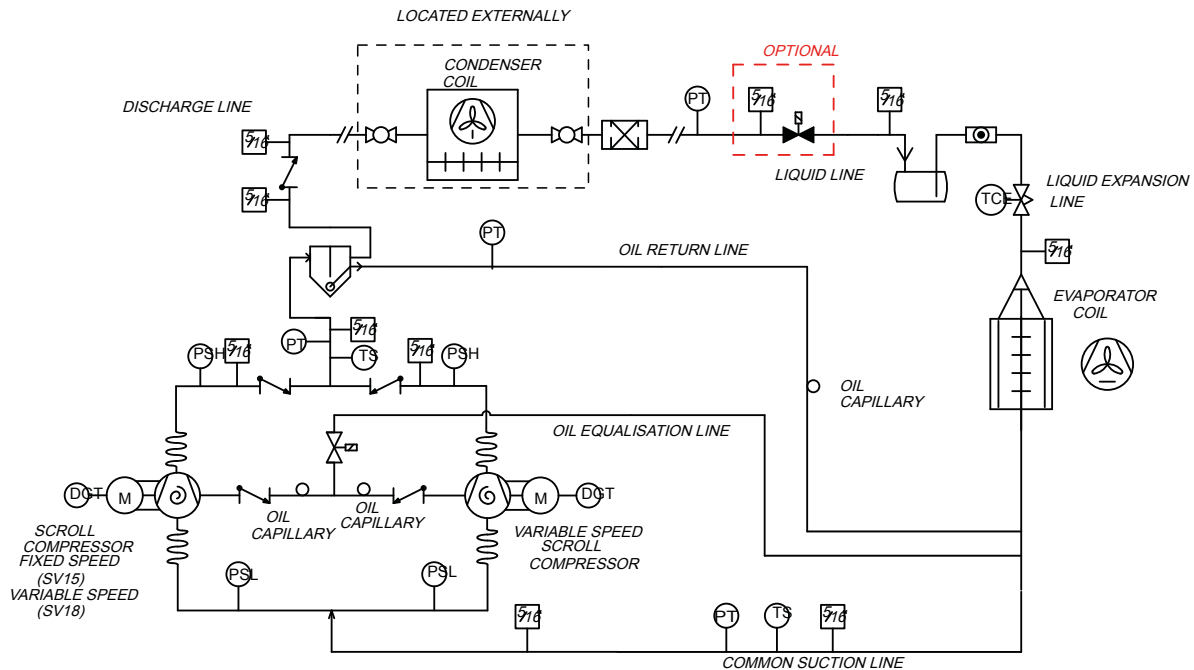 LOCATED EXTERNALLY
OPTIONAL
CONDENSER
COIL
DISCHARGE LINE
PT
5/16"
5/16"
5/16"
LIQUID LINE
5/16"
TCE
LIQUID EXPANSION
LINE
PT
OIL RETURN LINE
5/16"
EVAPORATOR
COIL
5/16"
PT
TS
PSH
5/16"
5/16"
PSH
OIL
CAPILLARY
OIL EQUALISATION LINE
DGT
M
OIL
CAPILLARY
OIL
CAPILLARY
M
DGT
SCROLL
COMPRESSOR
FIXED SPEED
(SV15)
VARIABLE SPEED
(SV18)
VARIABLE SPEED
SCROLL
COMPRESSOR
PSL
PSL
5/16"
PT
TS
5/16"
COMMON SUCTION LINE